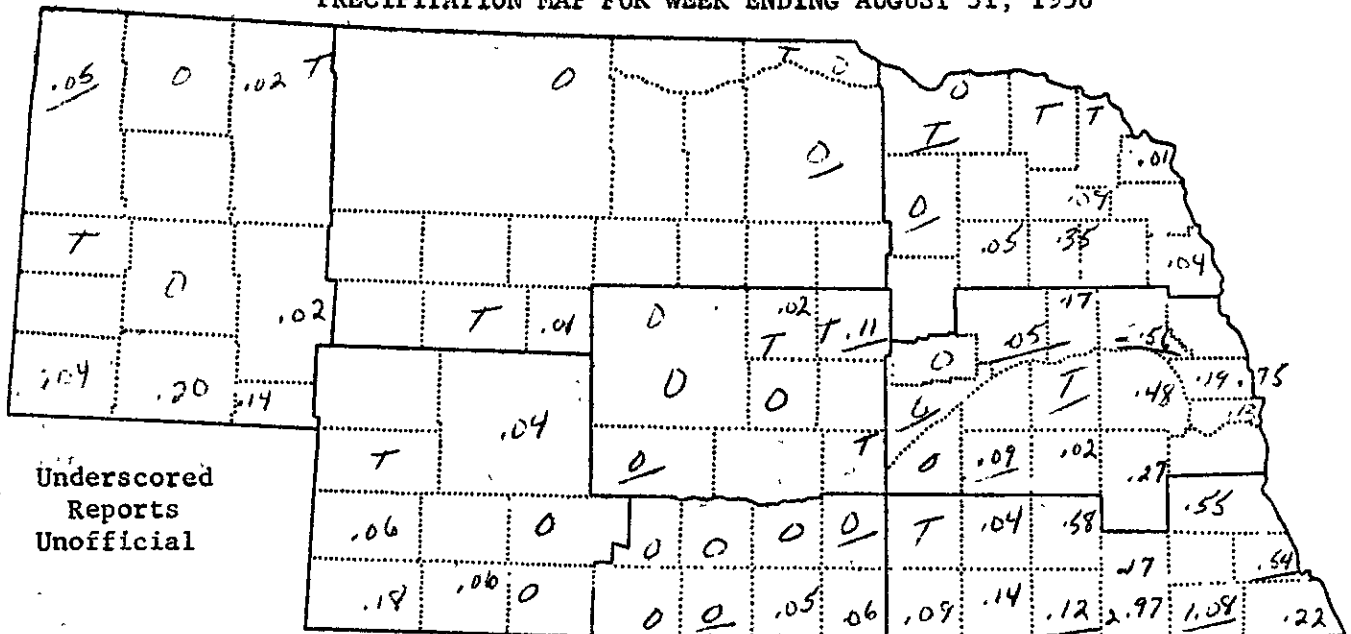 PRECIPITATION MAP FOR WEEK ENDING AUGUST 31, 1956
.05 0 .02 T 0 T 0
0 T T
T
0 .01
0 .04
T .05 .35 .04
0 .02 T .01 0 .02 .17
T T .11 .05 .56
0
.04 .20 .14 0 0 T .48 .19 .75
.04 .12
T 0 T 0 .09 .02 .27
Underscored
Reports
Unofficial
.55
.06 0 0 0 0 0 T .04 .58
.17 .54
.18 .06 0 0 0 .05 .06 .09 .14 .12 2.97 1.08 .22